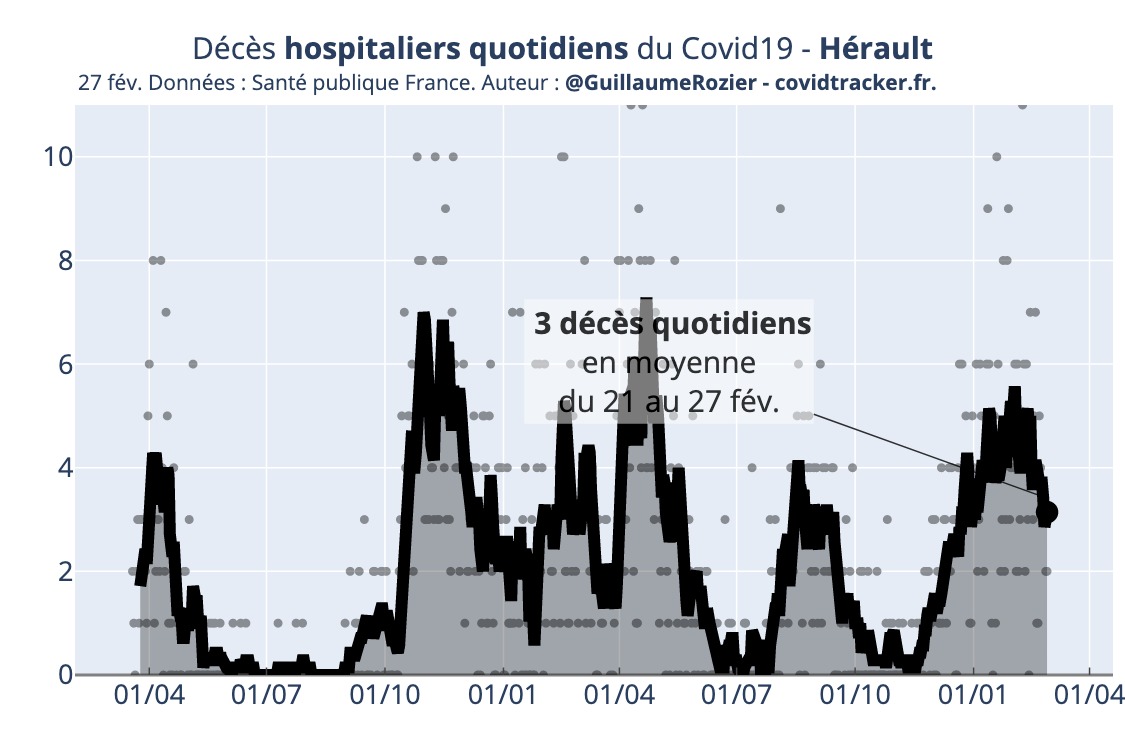 Décès hospitaliers quotidiens du Covid19 - Hérault
27 fév. Données : Santé publique France. Auteur : @GuillaumeRozier - covidtracker.fr.
10
8
6
4
2
0
3 décès quotidiens
en moyenne
du 21 au 27 fév.
01/04 01/07 01/10 01/01 01/04 01/07 01/10 01/01 01/04